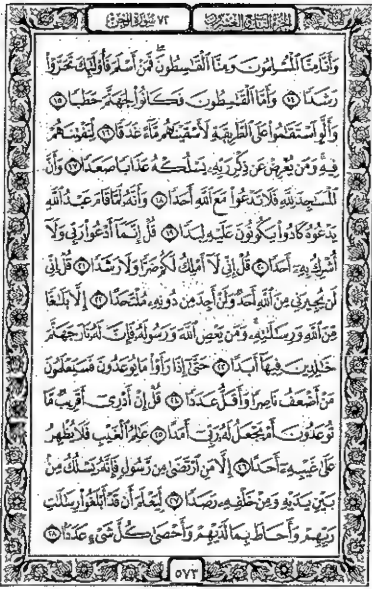 الجزء التاسع والعشرون ٧٢ سورة الجن
وَأَنَّا مِنَّا ٱلْمُسْلِمُونَ وَمِنَّا ٱلْقَٰسِطُونَۖ فَمَنْ أَسْلَمَ فَأُو۟لَٰٓئِكَ تَحَرَّوْا۟
رَشَدًا ١٤ وَأَمَّا ٱلْقَٰسِطُونَ فَكَانُوا۟ لِجَهَنَّمَ حَطَبًا ١٥
وَأَلَّوِ ٱسْتَقَٰمُوا۟ عَلَى ٱلطَّرِيقَةِ لَأَسْقَيْنَٰهُم مَّآءً غَدَقًا ١٦ لِّنَفْتِنَهُمْ
فِيهِۚ وَمَن يُعْرِضْ عَن ذِكْرِ رَبِّهِۦ يَسْلُكْهُ عَذَابًا صَعَدًا ١٧ وَأَنَّ
ٱلْمَسَٰجِدَ لِلَّهِ فَلَا تَدْعُوا۟ مَعَ ٱللَّهِ أَحَدًا ١٨ وَأَنَّهُۥ لَمَّا قَامَ عَبْدُ ٱللَّهِ
يَدْعُوهُ كَادُوا۟ يَكُونُونَ عَلَيْهِ لِبَدًا ١٩ قُلْ إِنَّمَآ أَدْعُوا۟ رَبِّى وَلَآ
أُشْرِكُ بِهِۦٓ أَحَدًا ٢٠ قُلْ إِنِّى لَآ أَمْلِكُ لَكُمْ ضَرًّا وَلَا رَشَدًا ٢١ قُلْ إِنِّى
لَن يُجِيرَنِى مِنَ ٱللَّهِ أَحَدٌ وَلَنْ أَجِدَ مِن دُونِهِۦ مُلْتَحَدًا ٢٢ إِلَّا بَلَٰغًا
مِّنَ ٱللَّهِ وَرِسَٰلَٰتِهِۦۚ وَمَن يَعْصِ ٱللَّهَ وَرَسُولَهُۥ فَإِنَّ لَهُۥ نَارَ جَهَنَّمَ
خَٰلِدِينَ فِيهَآ أَبَدًا ٢٣ حَتَّىٰٓ إِذَا رَأَوْا۟ مَا يُوعَدُونَ فَسَيَعْلَمُونَ
مَنْ أَضْعَفُ نَاصِرًا وَأَقَلُّ عَدَدًا ٢٤ قُلْ إِنْ أَدْرِىٓ أَقَرِيبٌ مَّا
تُوعَدُونَ أَمْ يَجْعَلُ لَهُۥ رَبِّىٓ أَمَدًا ٢٥ عَٰلِمُ ٱلْغَيْبِ فَلَا يُظْهِرُ
عَلَىٰ غَيْبِهِۦٓ أَحَدًا ٢٦ إِلَّا مَنِ ٱرْتَضَىٰ مِن رَّسُولٍ فَإِنَّهُۥ يَسْلُكُ مِنۢ
بَيْنِ يَدَيْهِ وَمِنْ خَلْفِهِۦ رَصَدًا ٢٧ لِّيَعْلَمَ أَن قَدْ أَبْلَغُوا۟ رِسَٰلَٰتِ
رَبِّهِمْ وَأَحَاطَ بِمَا لَدَيْهِمْ وَأَحْصَىٰ كُلَّ شَىْءٍ عَدَدًۢا ٢٨
٥٧٣